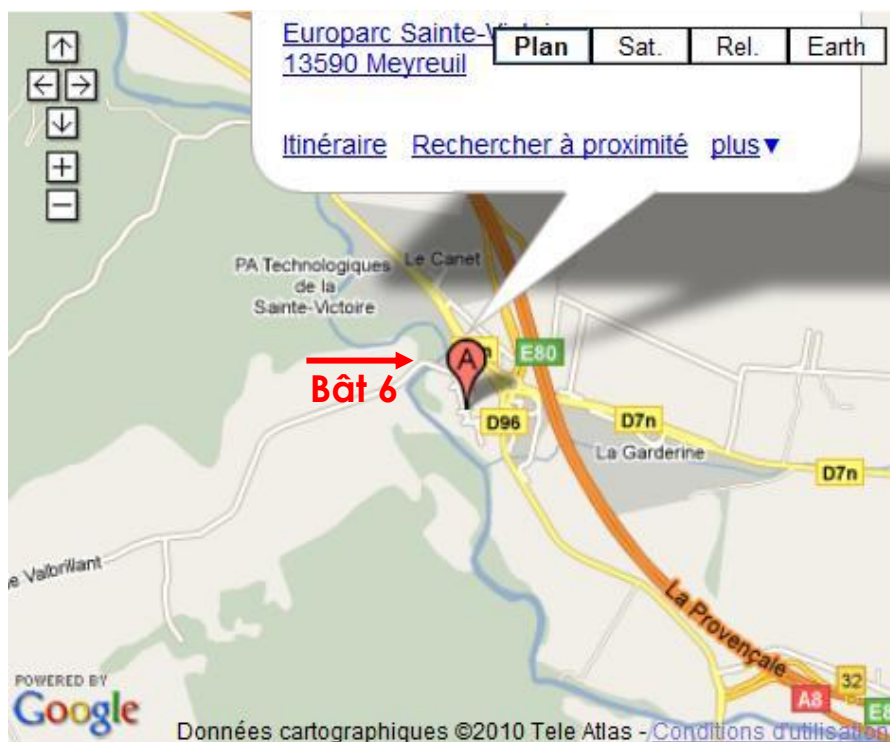 Europarc Sainte-
13590 Meyreuil
Plan Sat. Rel. Earth
Itinéraire Rechercher à proximité plus▼
PA Technologiques
de la
Sainte-Victoire
Le Canet
A
E80
Bât 6
D96
D7n
La Garderine
D7n
Valbrillant
La Provençale
32
A8
POWERED BY
Google
Données cartographiques ©2010 Tele Atlas - Conditions d'utilisation